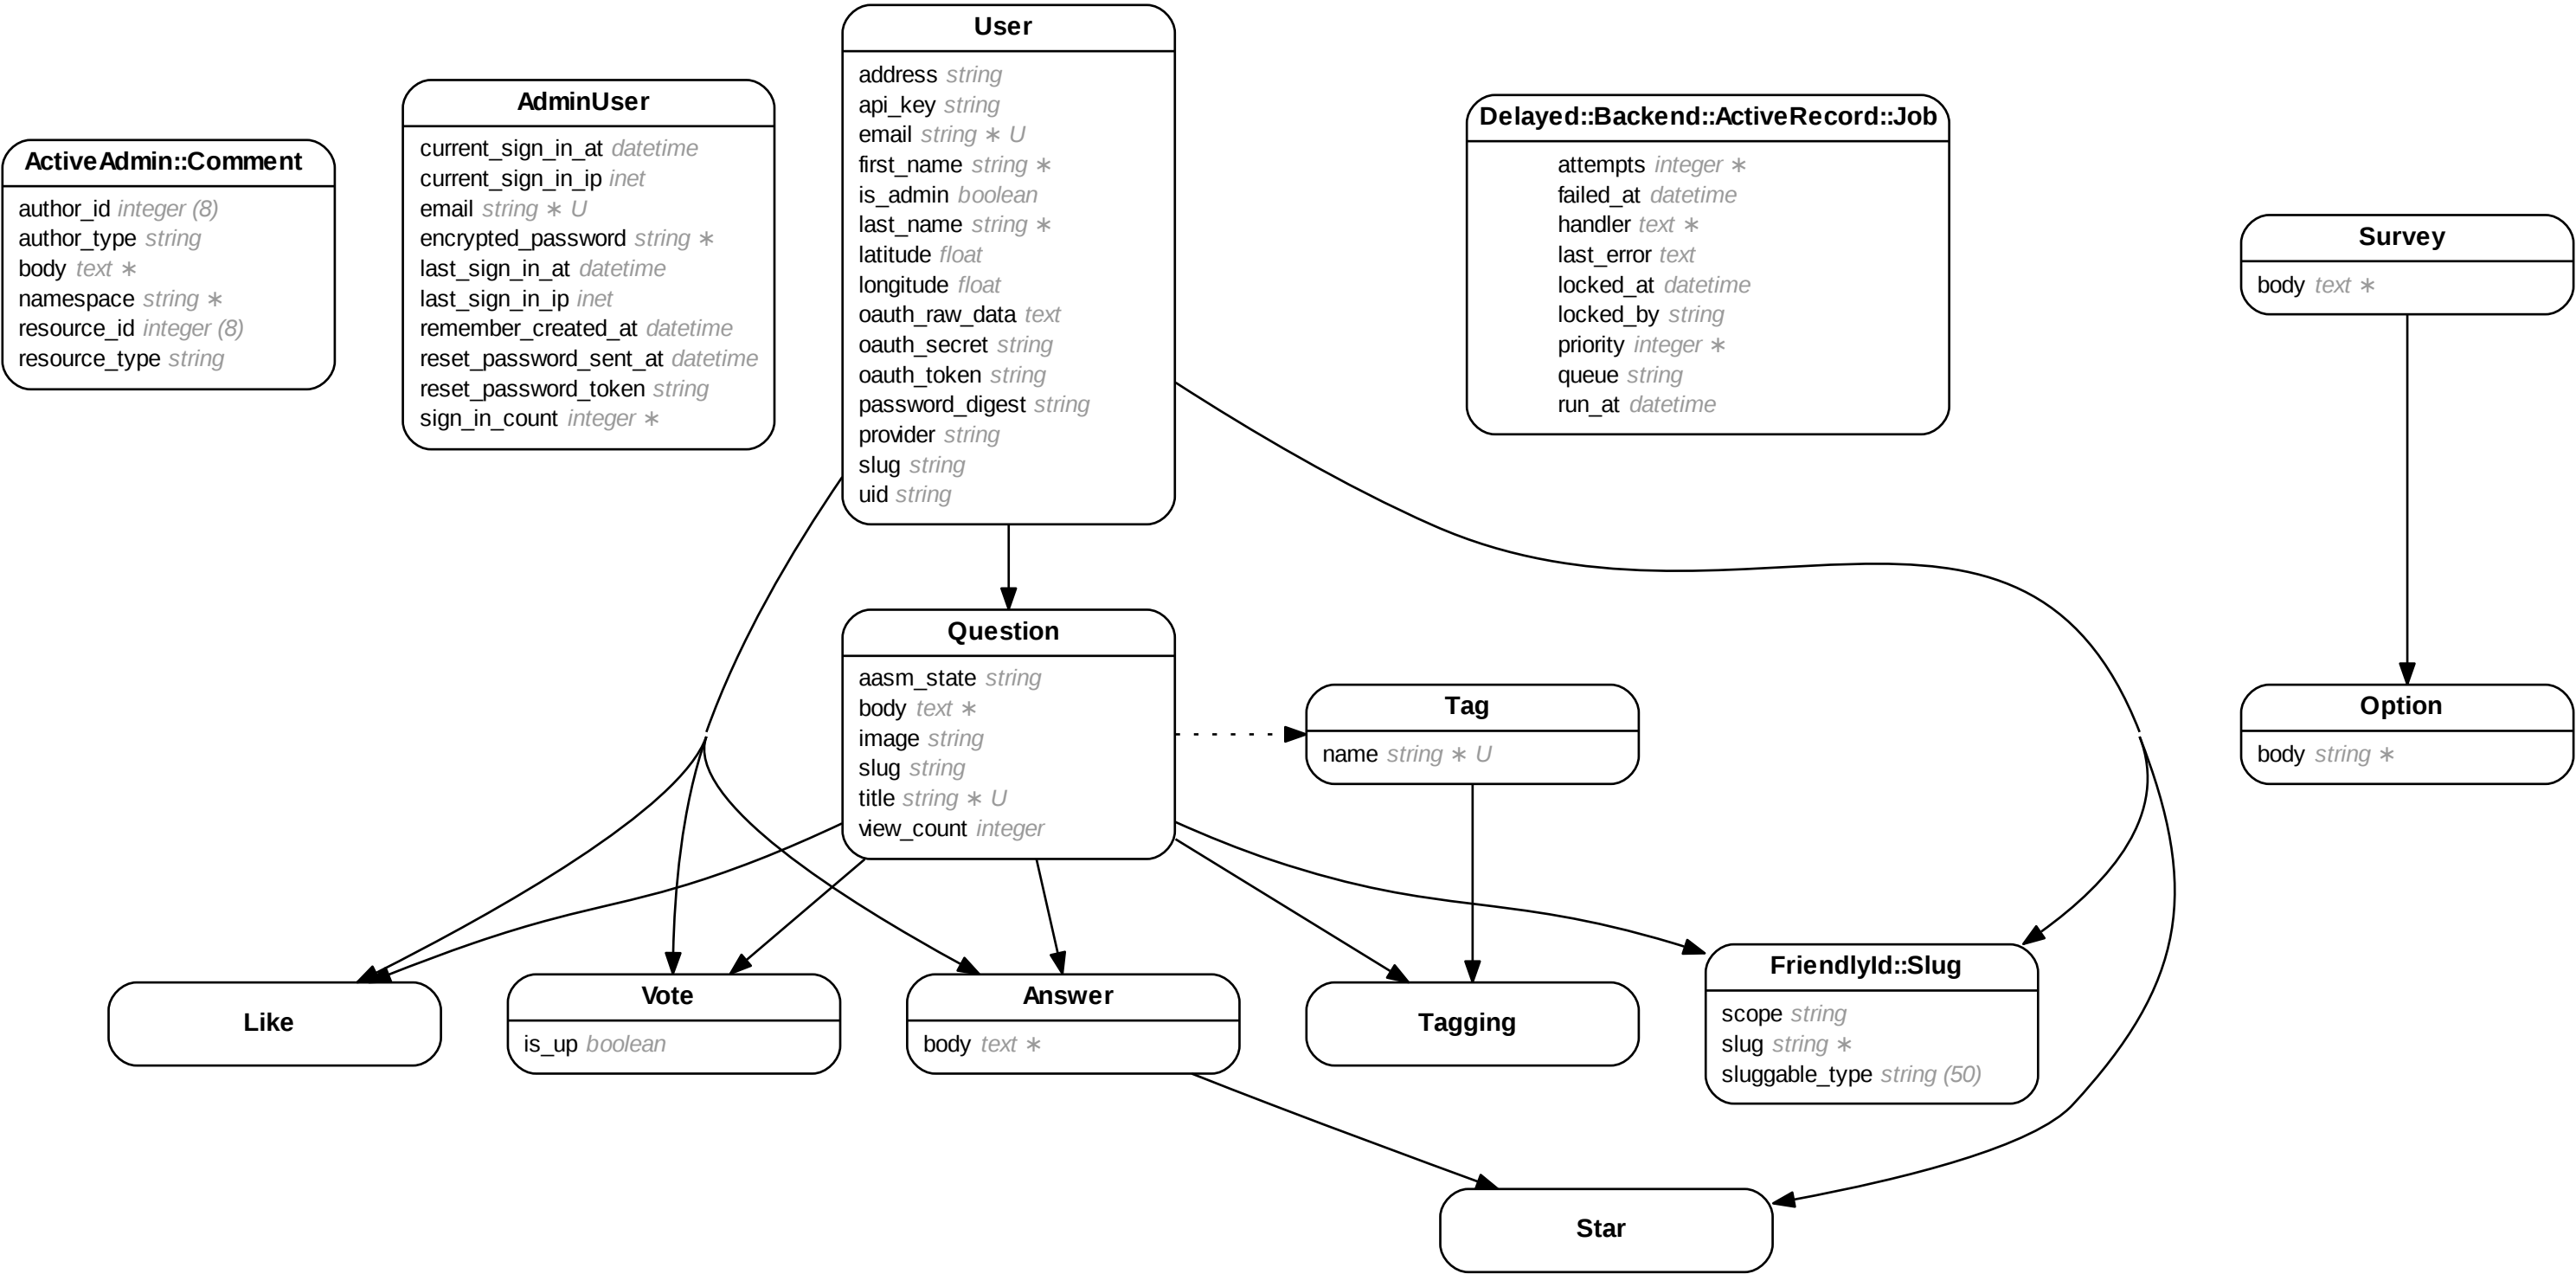 User
address string
api_key string
email string ∗ U
first_name string ∗
is_admin boolean
last_name string ∗
latitude float
longitude float
oauth_raw_data text
oauth_secret string
oauth_token string
password_digest string
provider string
slug string
uid string
AdminUser
current_sign_in_at datetime
current_sign_in_ip inet
email string ∗ U
encrypted_password string ∗
last_sign_in_at datetime
last_sign_in_ip inet
remember_created_at datetime
reset_password_sent_at datetime
reset_password_token string
sign_in_count integer ∗
Delayed::Backend::ActiveRecord::Job
attempts integer ∗
failed_at datetime
handler text ∗
last_error text
locked_at datetime
locked_by string
priority integer ∗
queue string
run_at datetime
ActiveAdmin::Comment
author_id integer (8)
author_type string
body text ∗
namespace string ∗
resource_id integer (8)
resource_type string
Survey
body text ∗
Question
aasm_state string
body text ∗
image string
slug string
title string ∗ U
view_count integer
Tag
name string ∗ U
Option
body string ∗
Like
Vote
is_up boolean
Answer
body text ∗
Tagging
FriendlyId::Slug
scope string
slug string ∗
sluggable_type string (50)
Star